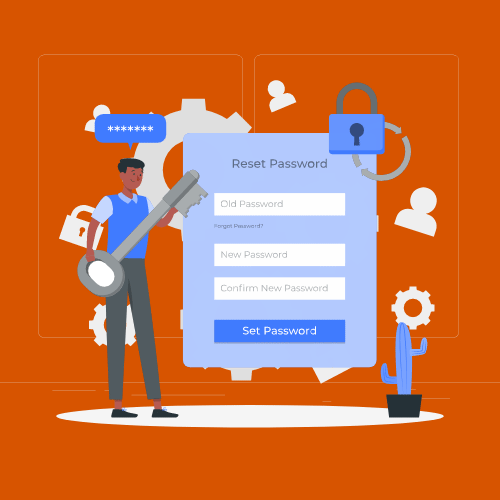 *******
Reset Password
Old Password
Forgot Password?
New Password
Confirm New Password
Set Password